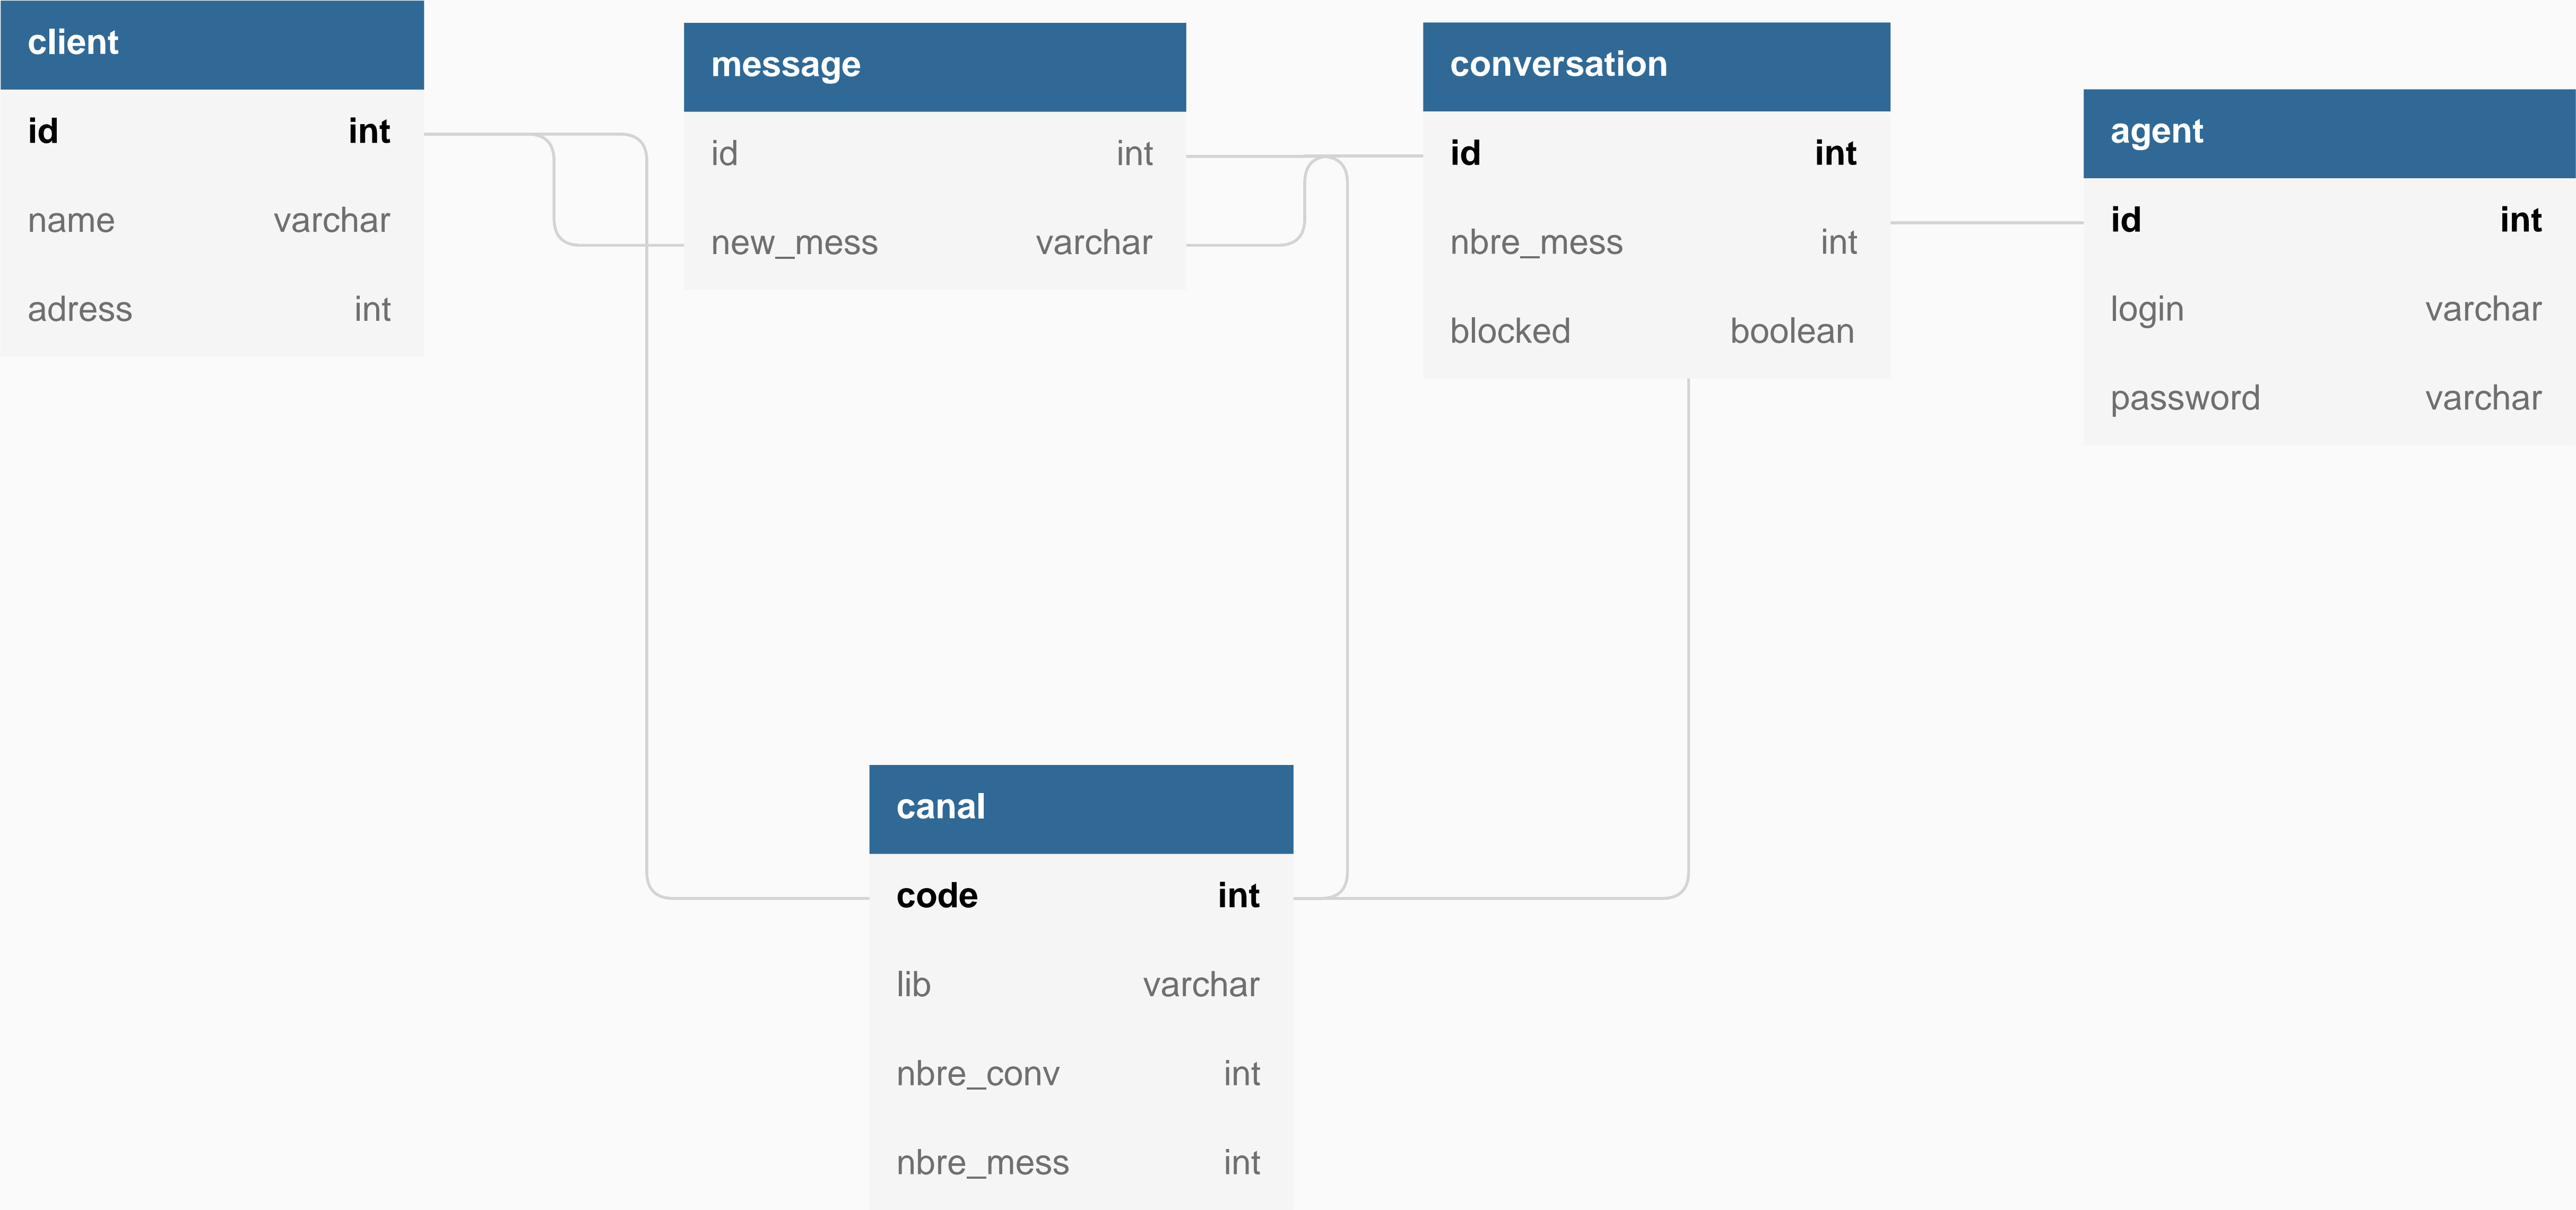 client
id int
name varchar
adress int
message
id int
new_mess varchar
conversation
id int
nbre_mess int
blocked boolean
agent
id int
login varchar
password varchar
canal
code int
lib varchar
nbre_conv int
nbre_mess int